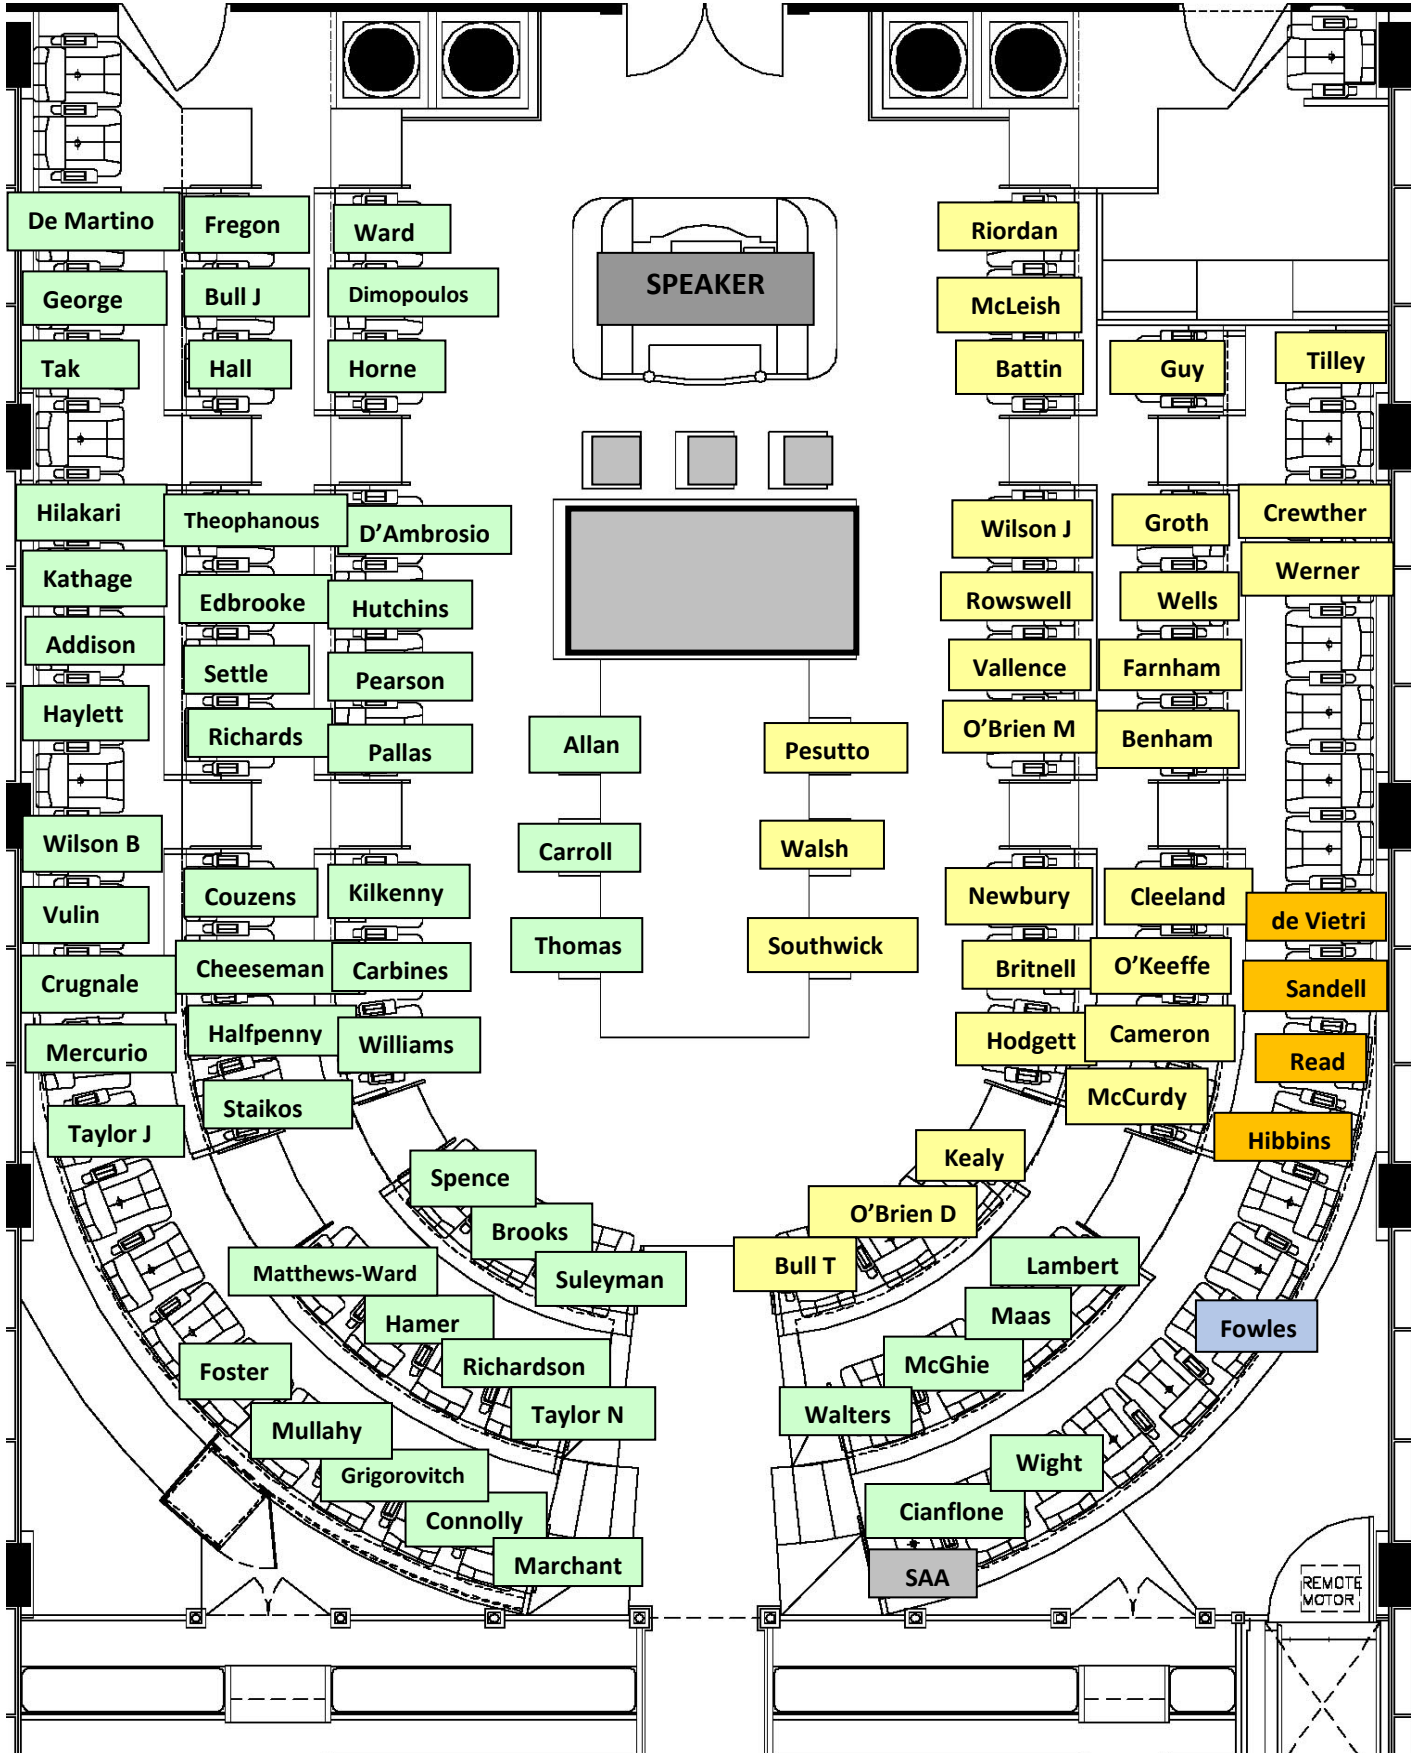 De Martino
Fregon
Ward
Riordan
SPEAKER
George
Bull J
Dimopoulos
McLeish
Tak
Hall
Horne
Battin
Guy
Tilley
Hilakari
Theophanous
D’Ambrosio
Wilson J
Groth
Crewther
Kathage
Edbrooke
Hutchins
Rowswell
Wells
Werner
Addison
Settle
Pearson
Vallence
Farnham
Haylett
Richards
Pallas
Allan
Pesutto
O’Brien M
Benham
Wilson B
Carroll
Walsh
Vulin
Couzens
Kilkenny
Newbury
Cleeland
de Vietri
Crugnale
Cheeseman
Carbines
Thomas
Southwick
Britnell
O’Keeffe
Sandell
Mercurio
Halfpenny
Williams
Hodgett
Cameron
Read
Taylor J
Staikos
McCurdy
Hibbins
Spence
Kealy
Brooks
O’Brien D
Matthews-Ward
Suleyman
Bull T
Lambert
Hamer
Maas
Fowles
Foster
Richardson
McGhie
Mullahy
Taylor N
Walters
Grigorovitch
Wight
Connolly
Cianflone
Marchant
SAA
REMOTE
MOTOR